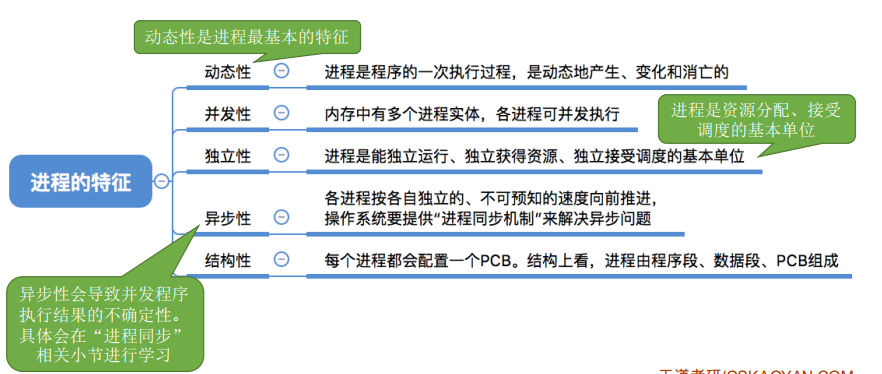 动态性是进程最基本的特征
动态性
进程是程序的一次执行过程，是动态地产生、变化和消亡的
并发性
内存中有多个进程实体，各进程可并发执行
进程是资源分配、接受
调度的基本单位
独立性
进程是能独立运行、独立获得资源、独立接受调度的基本单位
进程的特征
异步性
各进程按各自独立的、不可预知的速度向前推进，
操作系统要提供“进程同步机制”来解决异步问题
结构性
每个进程都会配置一个PCB。结构上看，进程由程序段、数据段、PCB组成
异步性会导致并发程序
执行结果的不确定性。
具体会在“进程同步”
相关小节进行学习
王道考研/CSKAOYAN.COM